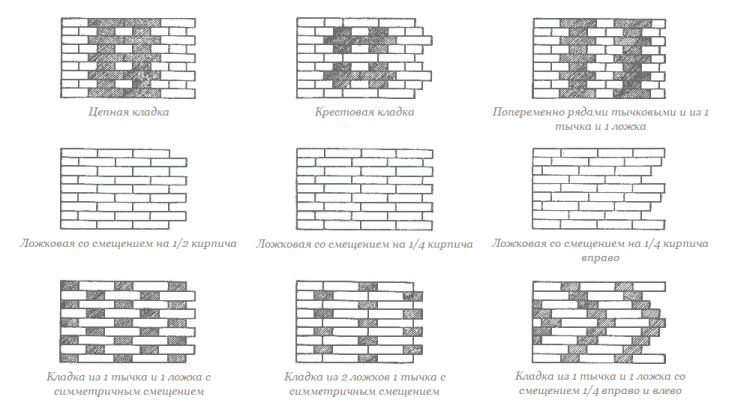 Цепная кладка
Крестовая кладка
Попеременно рядами тычковыми и из 1
тычка и 1 ложка
Ложковая со смещением на 1/2 кирпича
Ложковая со смещением на 1/4 кирпича
Ложковая со смещением на 1/4 кирпича
вправо
Кладка из 1 тычка и 1 ложка с
симметричным смещением
Кладка из 2 ложков 1 тычка с
симметричным смещением
Кладка из 1 тычка и 1 ложка со
смещением 1/4 вправо и влево